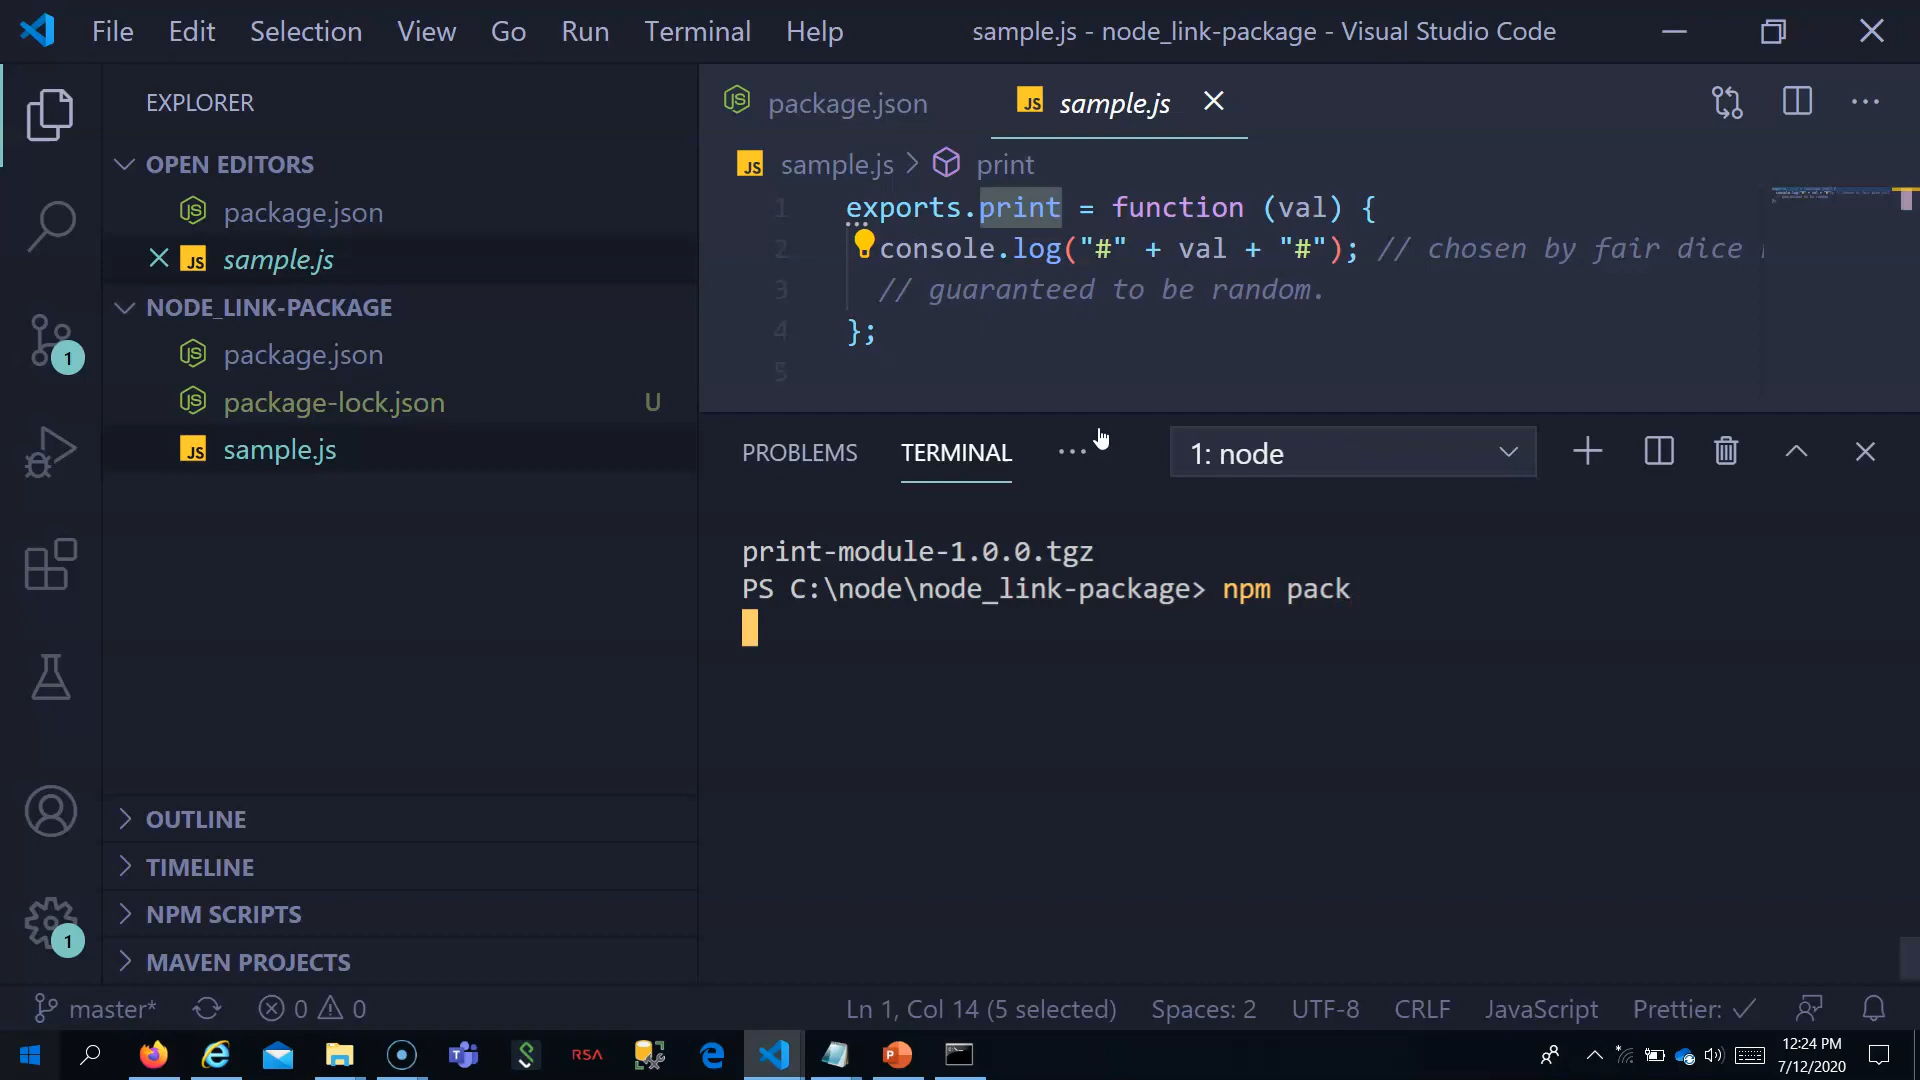 File Edit Selection View Go Run Terminal Help sample.js - node_link-package - Visual Studio Code
EXPLORER
OPEN EDITORS
package.json
sample.js
NODE_LINK-PACKAGE
package.json
package-lock.json U
sample.js
OUTLINE
TIMELINE
NPM SCRIPTS
MAVEN PROJECTS
1
1
package.json JS sample.js
JS sample.js > print
1 exports.print = function (val) {
2 console.log("#" + val + "#"); // chosen by fair dice
3 // guaranteed to be random.
4 };
5
PROBLEMS TERMINAL ··· 1: node
print-module-1.0.0.tgz
PS C:\node\node_link-package> npm pack
master* 0 0 Ln 1, Col 14 (5 selected) Spaces: 2 UTF-8 CRLF JavaScript Prettier: ✓
RSA
12:24 PM
7/12/2020